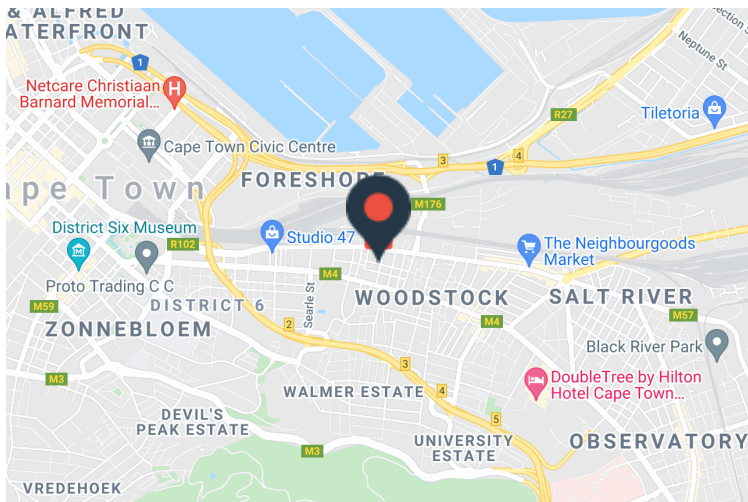 & ALFRED
ATERFRONT
1
Netcare Christiaan
Barnard Memorial...
Cape Town Civic Centre
ape Town
FORESHORE
Section St
Neptune St
R27
Tiletoria
1
4
3
M176
District Six Museum
R102
Studio 47
The Neighbourgoods
Market
Proto Trading C C
M4
DISTRICT 6
Searle St
WOODSTOCK
SALT RIVER
M59
ZONNEBLOEM
2
M4
M57
Black River Park
3
M3
WALMER ESTATE
4
DoubleTree by Hilton
Hotel Cape Town...
DEVIL'S
PEAK ESTATE
5
M3
UNIVERSITY
ESTATE
OBSERVATORY
VREDEHOEK